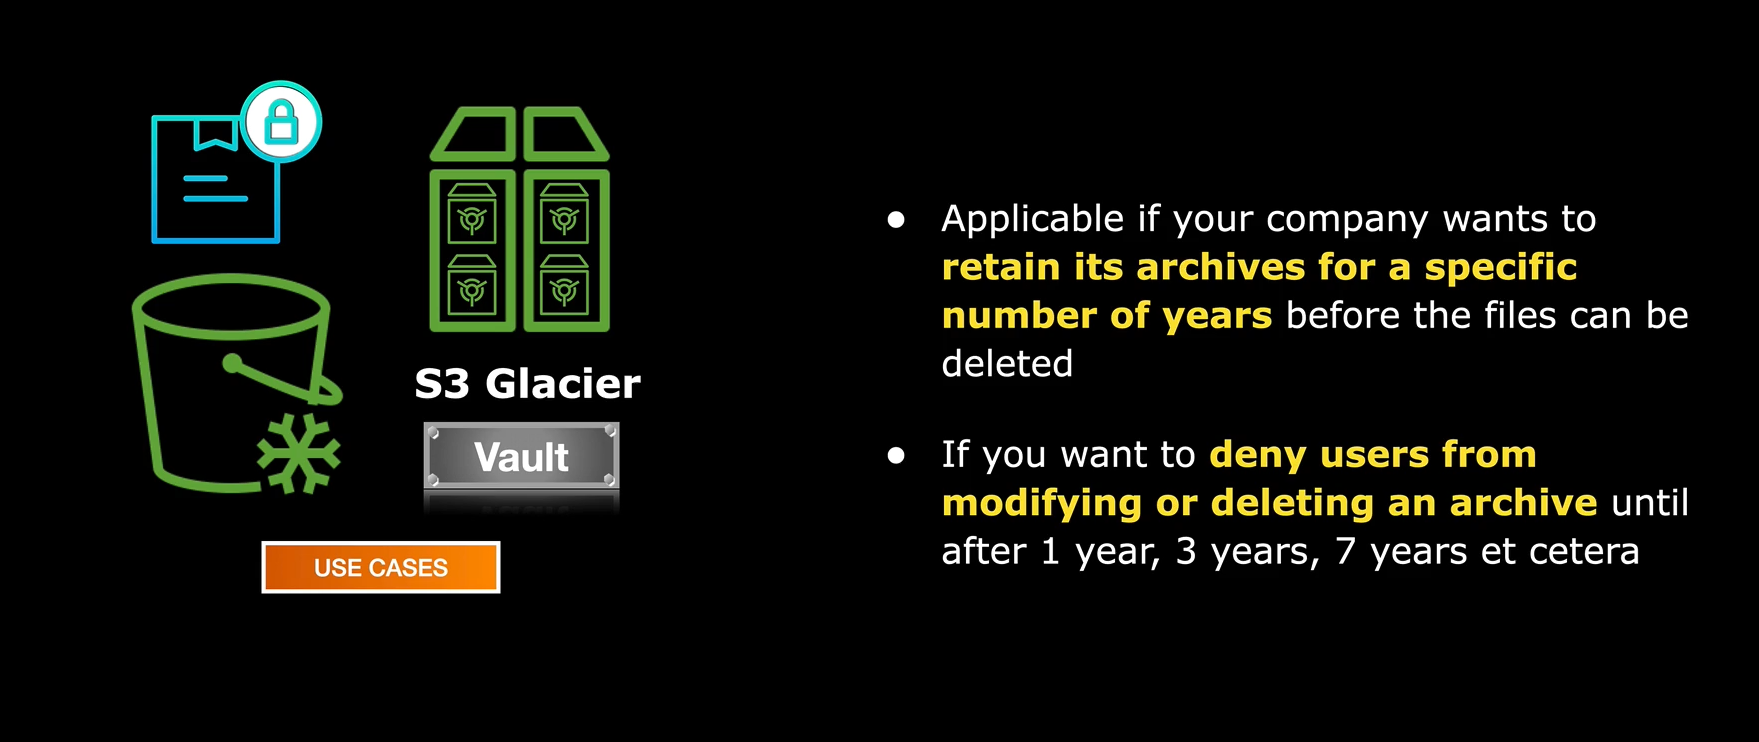 S3 Glacier
Vault
USE CASES
● Applicable if your company wants to
retain its archives for a specific
number of years before the files can be
deleted
● If you want to deny users from
modifying or deleting an archive until
after 1 year, 3 years, 7 years et cetera